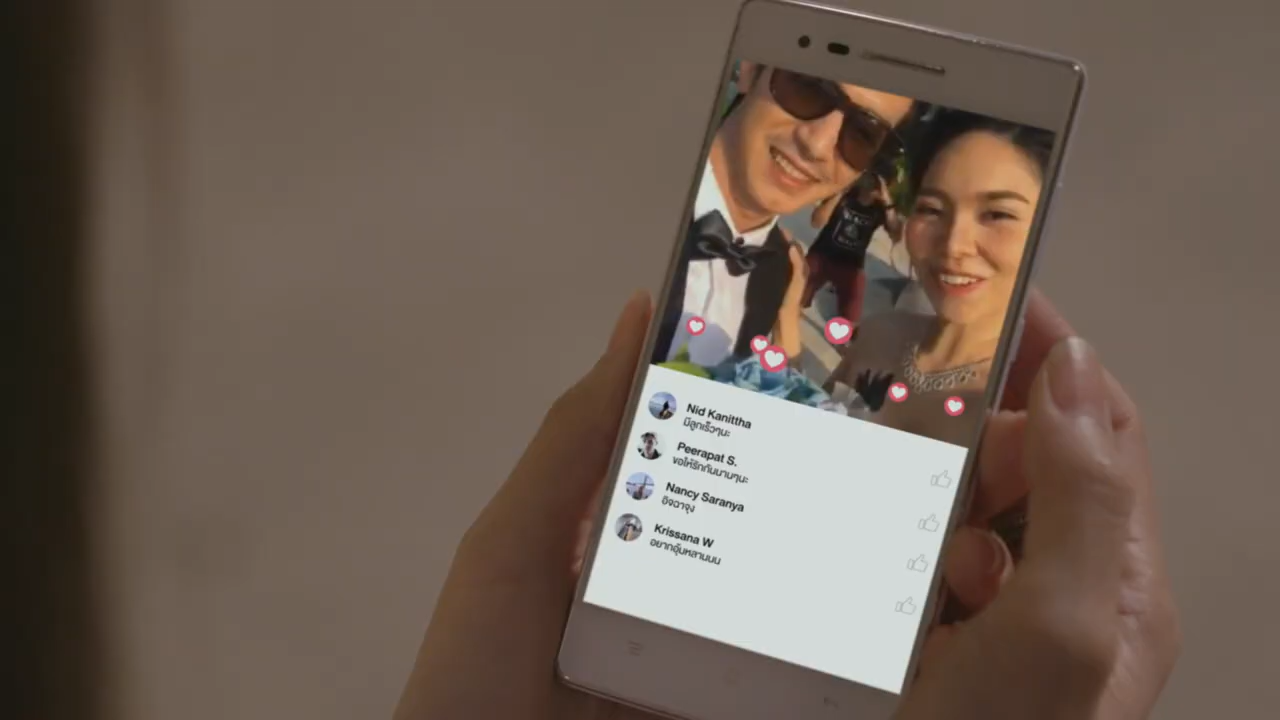 Nid Kanittha
มีลูกเร็วๆนะ
Peerapat S.
ขอให้รักกันนานๆนะ
Nancy Saranya
อิจฉาจุง
Krissana W
อยากอุ้มหลานนน